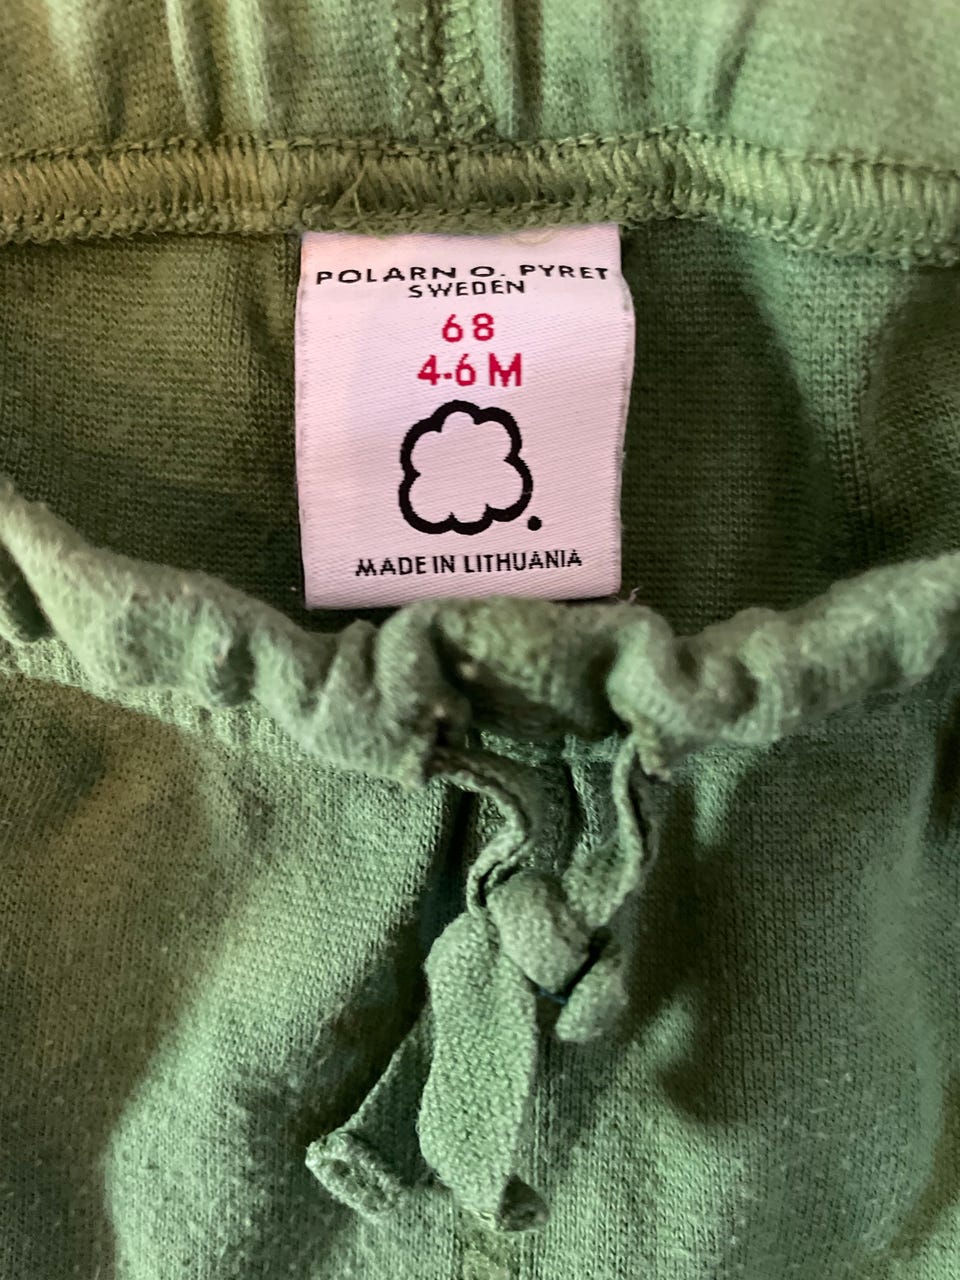 POLARN O. PYRET
SWEDEN
68
4-6 M
MADE IN LITHUANIA